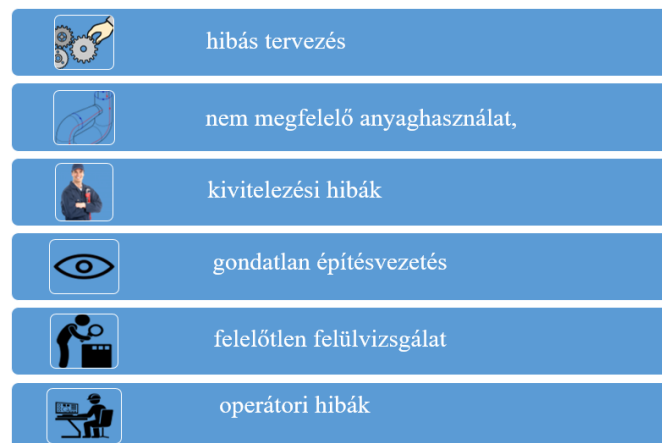 hibás tervezés
nem megfelelő anyaghasználat,
kivitelezési hibák
gondatlan építésvezetés
felelőtlen felülvizsgálat
operátori hibák